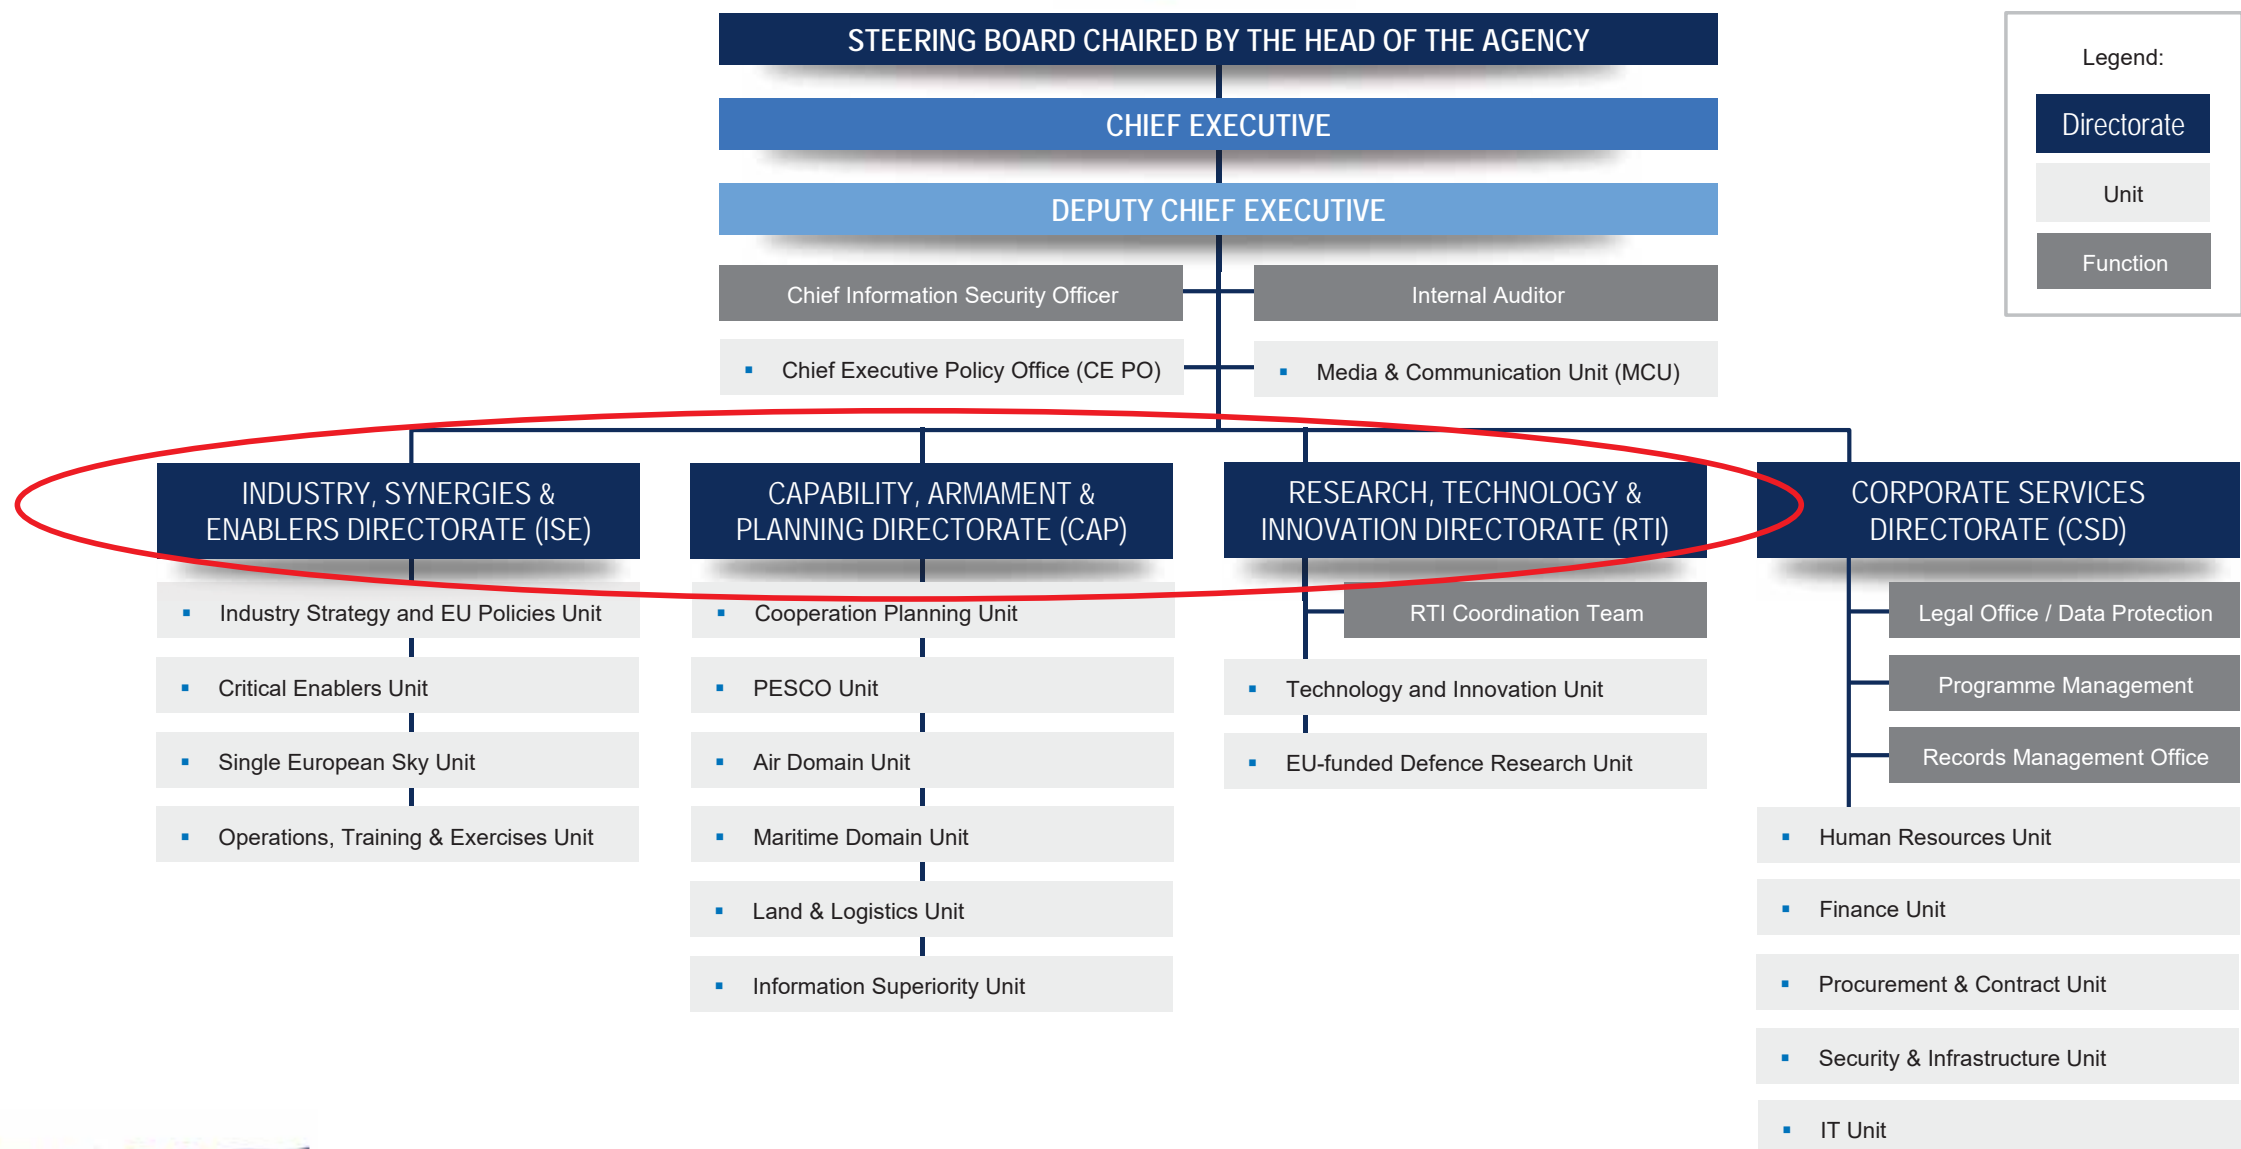 STEERING BOARD CHAIRED BY THE HEAD OF THE AGENCY
CHIEF EXECUTIVE
DEPUTY CHIEF EXECUTIVE
Chief Information Security Officer
Internal Auditor
▪ Chief Executive Policy Office (CE PO)
▪ Media & Communication Unit (MCU)
Legend:
Directorate
Unit
Function
INDUSTRY, SYNERGIES &
ENABLERS DIRECTORATE (ISE)
▪ Industry Strategy and EU Policies Unit
▪ Critical Enablers Unit
▪ Single European Sky Unit
▪ Operations, Training & Exercises Unit
CAPABILITY, ARMAMENT &
PLANNING DIRECTORATE (CAP)
▪ Cooperation Planning Unit
▪ PESCO Unit
▪ Air Domain Unit
▪ Maritime Domain Unit
▪ Land & Logistics Unit
▪ Information Superiority Unit
RESEARCH, TECHNOLOGY &
INNOVATION DIRECTORATE (RTI)
RTI Coordination Team
▪ Technology and Innovation Unit
▪ EU-funded Defence Research Unit
CORPORATE SERVICES
DIRECTORATE (CSD)
Legal Office / Data Protection
Programme Management
Records Management Office
▪ Human Resources Unit
▪ Finance Unit
▪ Procurement & Contract Unit
▪ Security & Infrastructure Unit
▪ IT Unit